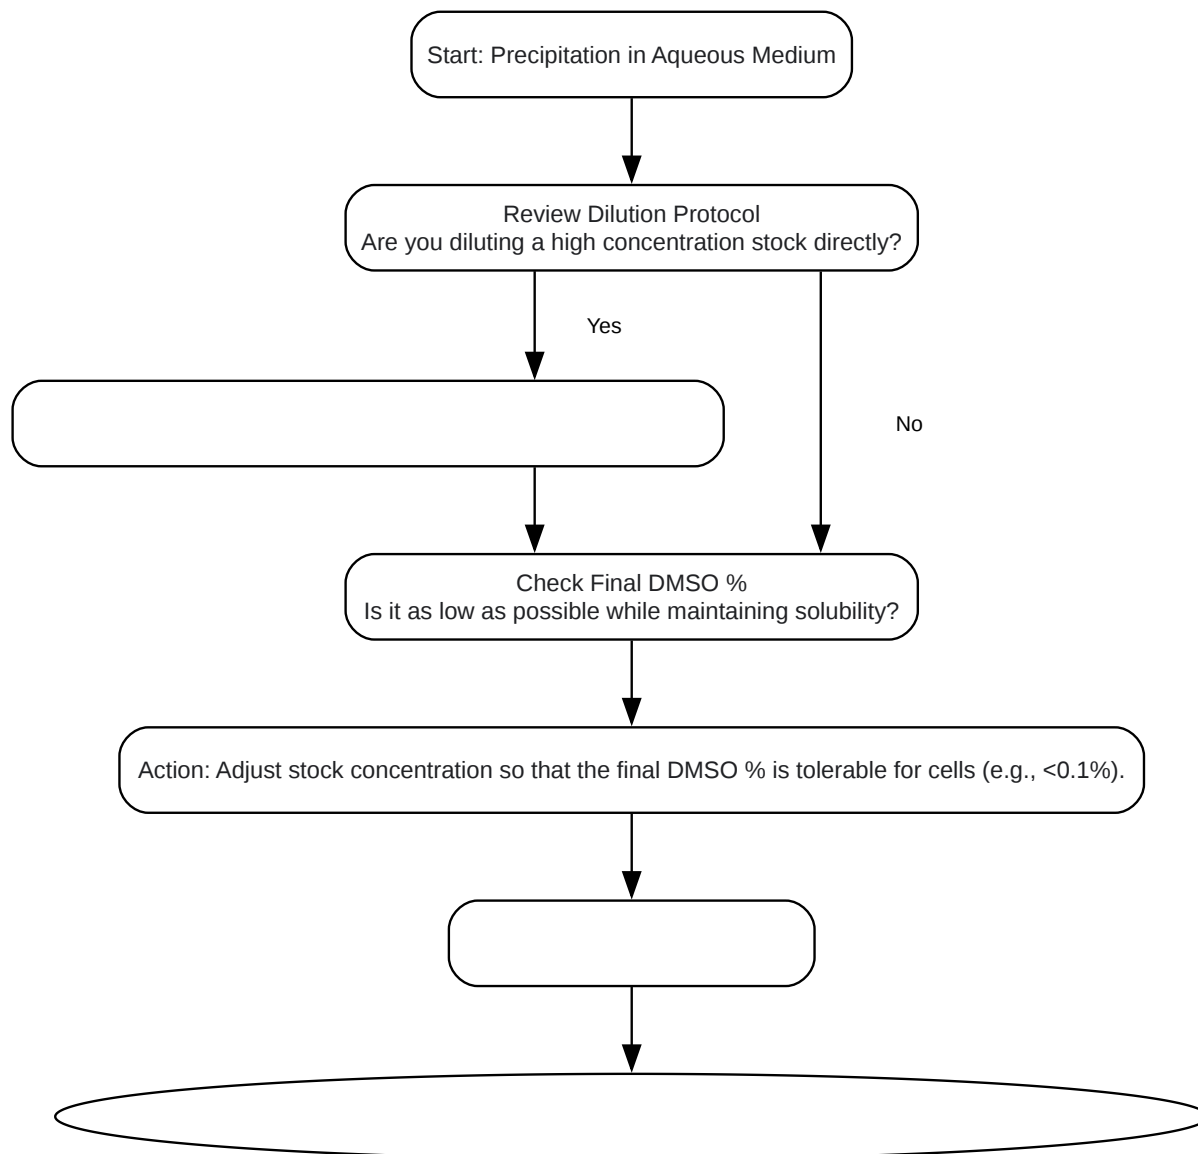 Start: Precipitation in Aqueous Medium
Review Dilution Protocol
Are you diluting a high concentration stock directly?
Yes
No
Check Final DMSO %
Is it as low as possible while maintaining solubility?
Action: Adjust stock concentration so that the final DMSO % is tolerable for cells (e.g., <0.1%).